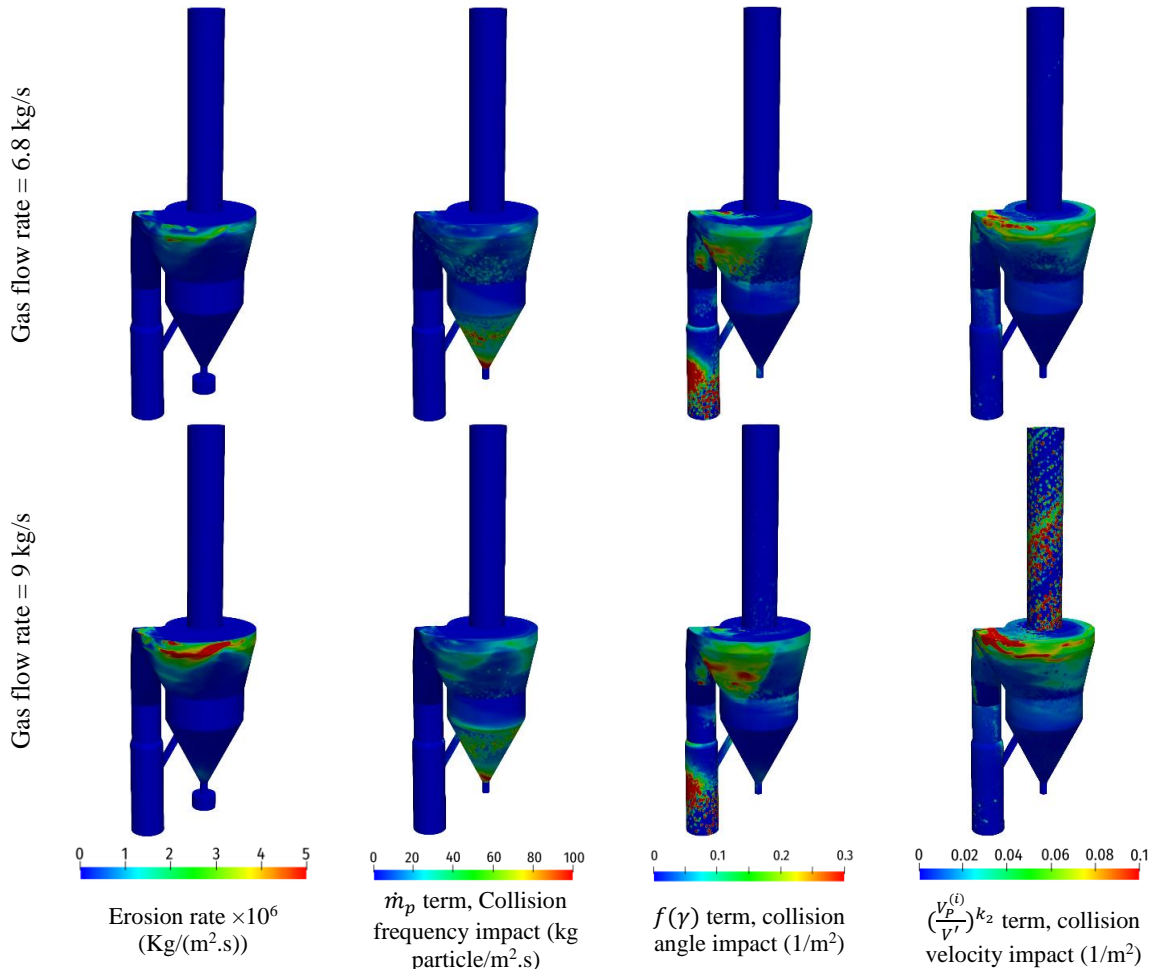 Gas flow rate = 6.8 kg/s
Gas flow rate = 9 kg/s
0 1 2 3 4 5
Erosion rate ×10⁶
(Kg/(m².s))
0 20 40 60 80 100
ṁₚ term, Collision
frequency impact (kg
particle/m².s)
0 0.1 0.2 0.3
f(γ) term, collision
angle impact (1/m²)
0 0.02 0.04 0.06 0.08 0.1
(V_P^(i)/V′)^k₂ term, collision
velocity impact (1/m²)